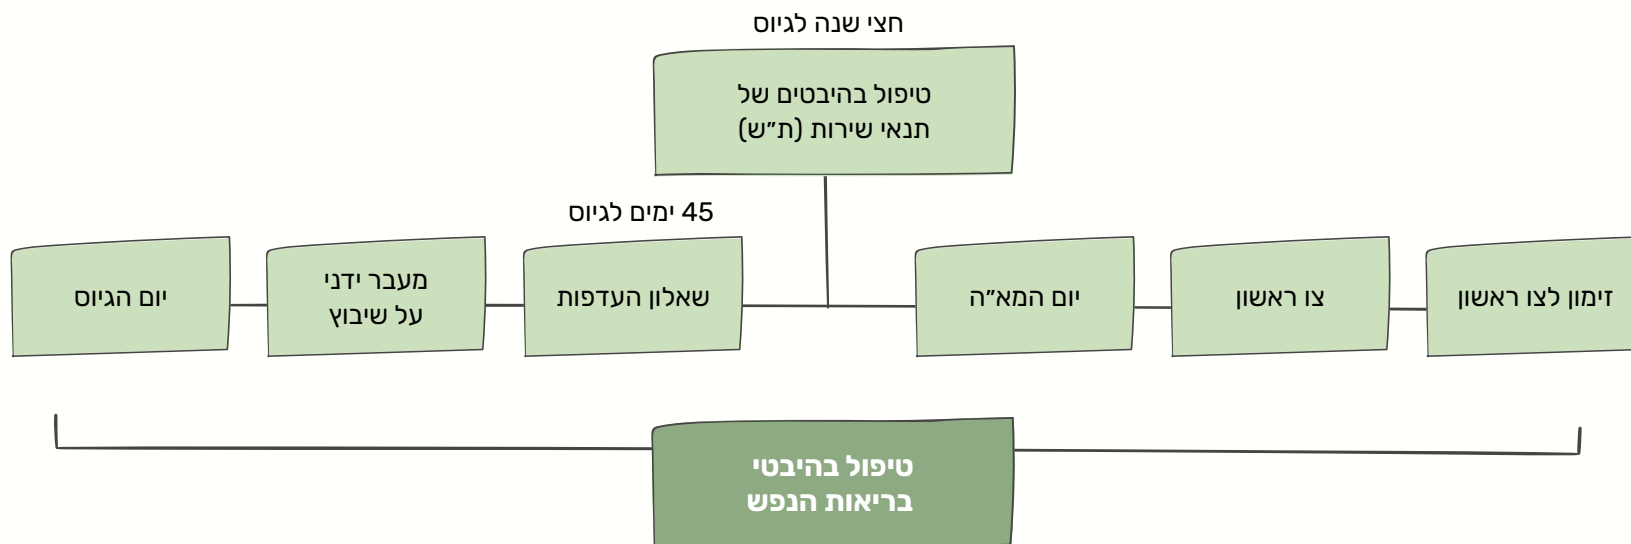 חצי שנה לגיוס
טיפול בהיבטים של
תנאי שירות (ת״ש)
זימון לצו ראשון
צו ראשון
יום המא״ה
45 ימים לגיוס
שאלון העדפות
מעבר ידני
על שיבוץ
יום הגיוס
טיפול בהיבטי
בריאות הנפש